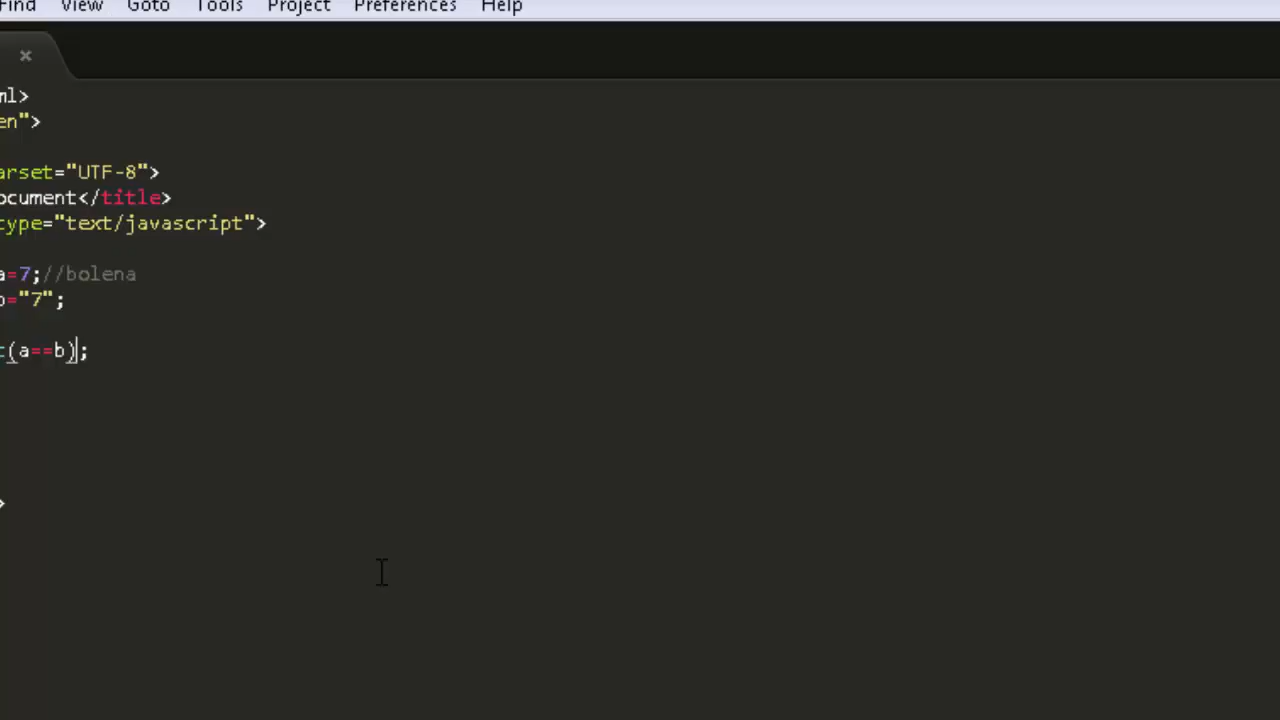 Find View Goto Tools Project Preferences Help
ml>
en">
arset="UTF-8">
ocument</title>
type="text/javascript">
a=7;//bolena
b="7";
t(a==b);
>